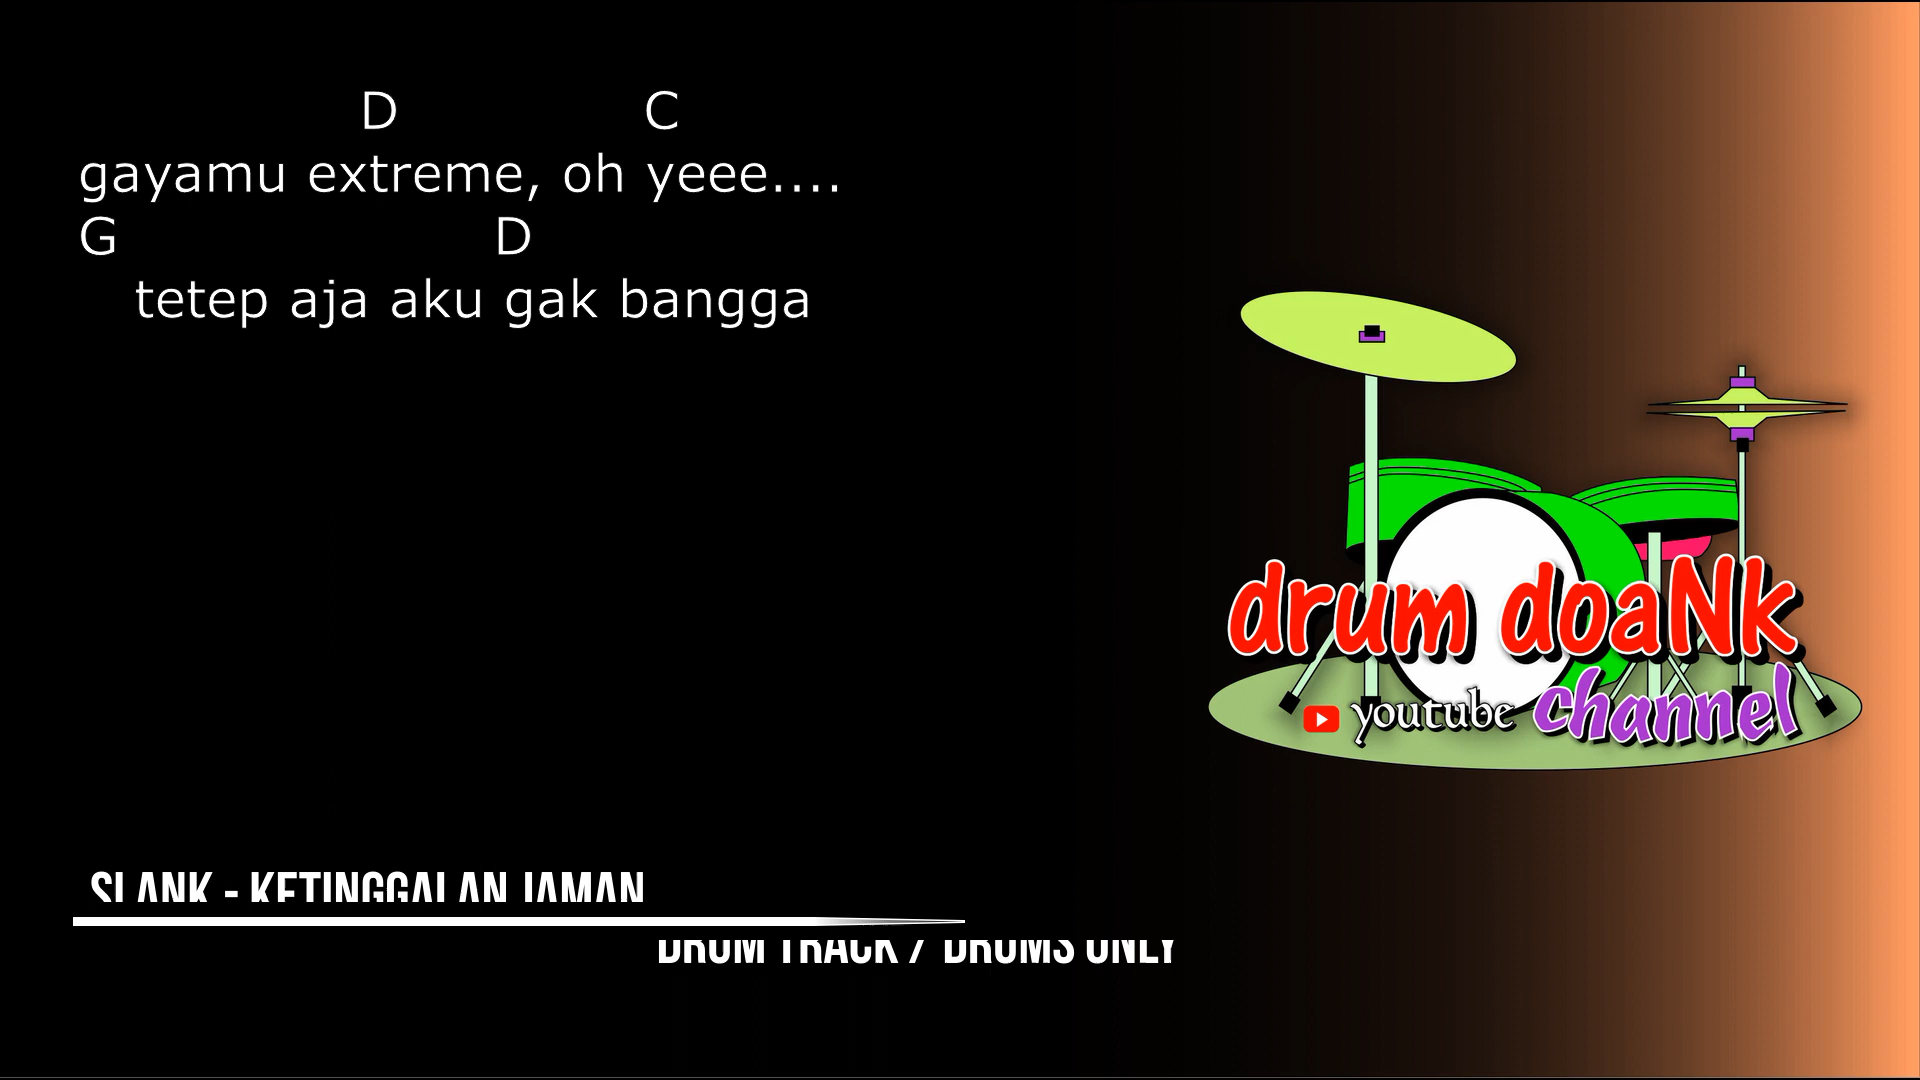 D C
gayamu extreme, oh yeee....
G D
tetep aja aku gak bangga
drum doaNk
youtube channel
SLANK - KETINGGALAN JAMAN
DRUM TRACK / DRUMS ONLY